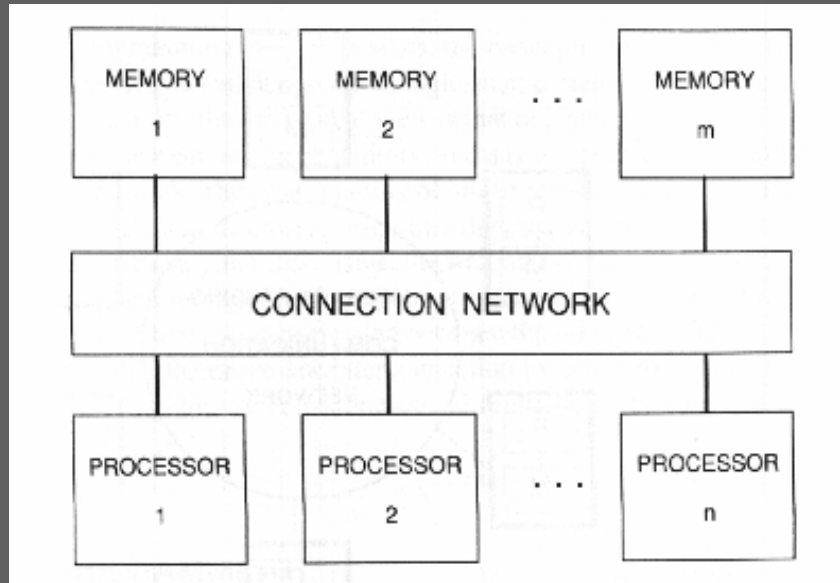 MEMORY MEMORY MEMORY
1 2 . . . m
CONNECTION NETWORK
PROCESSOR PROCESSOR PROCESSOR
1 2 . . . n